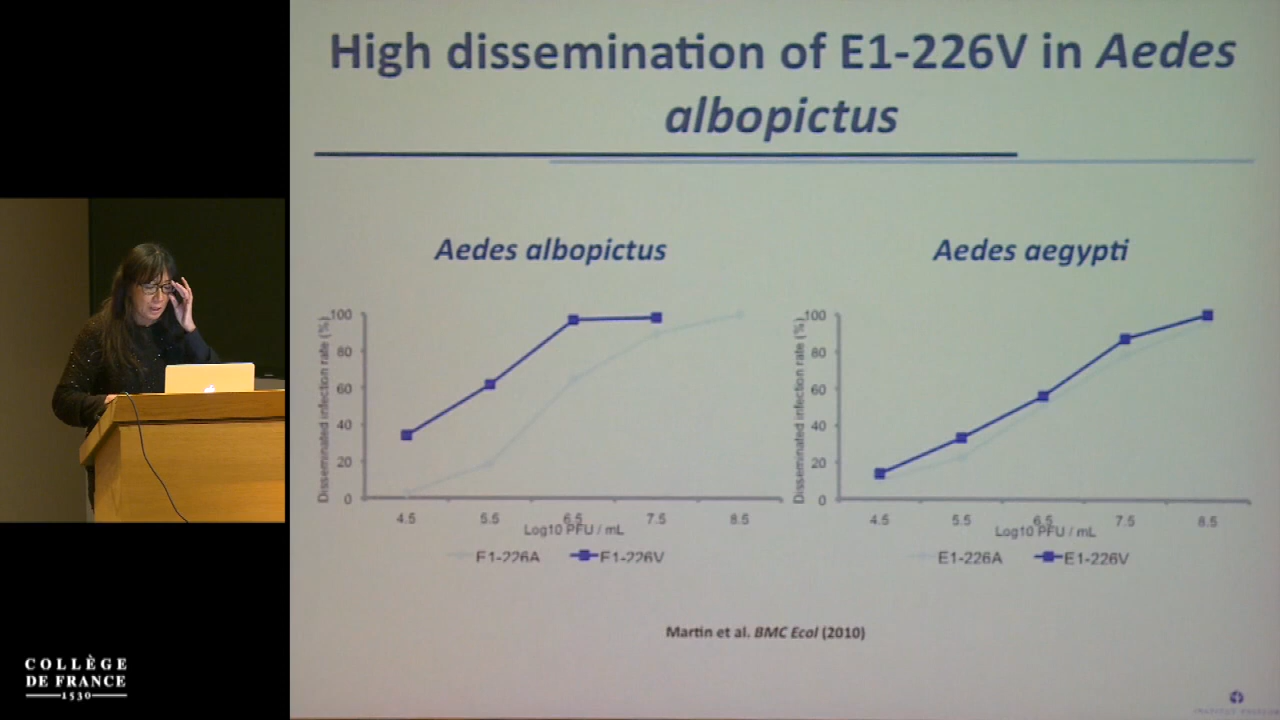 High dissemination of E1-226V in Aedes
albopictus
Aedes albopictus
Aedes aegypti
Disseminated infection rate (%)
100
80
60
40
20
0
4.5 5.5 6.5 7.5 8.5
Log10 PFU / mL
E1-226A E1-226V
Disseminated infection rate (%)
100
80
60
40
20
0
4.5 5.5 6.5 7.5 8.5
Log10 PFU / mL
E1-226A E1-226V
Martin et al. BMC Ecol (2010)
COLLÈGE
DE FRANCE
1530
INSTITUT PASTEUR